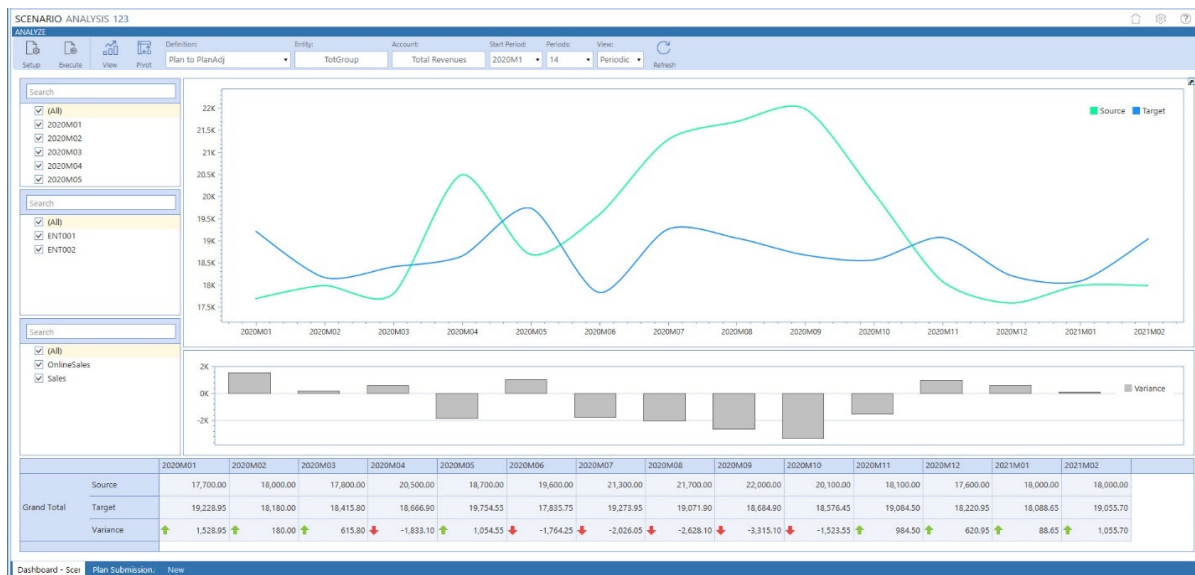 SCENARIO ANALYSIS 123
ANALYZE
Definition: Entity: Account: Start Period: Periods: View:
Plan to PlanAdj TotGroup Total Revenues 2020M1 14 Periodic
Setup Execute View Pivot Refresh
Search
(All)
2020M01
2020M02
2020M03
2020M04
2020M05
Search
(All)
ENT001
ENT002
Search
(All)
OnlineSales
Sales
Source Target
22K
21.5K
21K
20.5K
20K
19.5K
19K
18.5K
18K
17.5K
2020M01 2020M02 2020M03 2020M04 2020M05 2020M06 2020M07 2020M08 2020M09 2020M10 2020M11 2020M12 2021M01 2021M02
2K
0K
-2K
Variance
2020M01 2020M02 2020M03 2020M04 2020M05 2020M06 2020M07 2020M08 2020M09 2020M10 2020M11 2020M12 2021M01 2021M02
Source 17,700.00 18,000.00 17,800.00 20,500.00 18,700.00 19,600.00 21,300.00 21,700.00 22,000.00 20,100.00 18,100.00 17,600.00 18,000.00 18,000.00
Grand Total Target 19,228.95 18,180.00 18,415.80 18,666.90 19,754.55 17,835.75 19,273.95 19,071.90 18,684.90 18,576.45 19,084.50 18,220.95 18,088.65 19,055.70
Variance 1,528.95 180.00 615.80 -1,833.10 1,054.55 -1,764.25 -2,026.05 -2,628.10 -3,315.10 -1,523.55 984.50 620.95 88.65 1,055.70
Dashboard - Scer Plan Submission. New